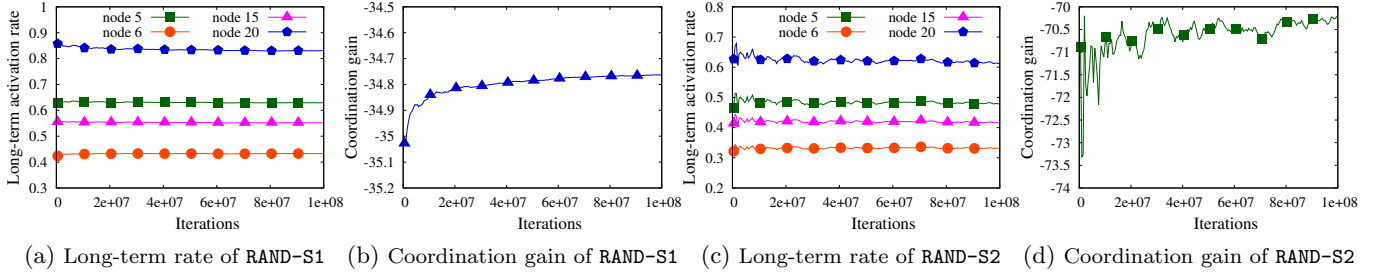 node 5 node 15
node 6 node 20
Long-term activation rate
1
0.9
0.8
0.7
0.6
0.5
0.4
0.3
0 2e+07 4e+07 6e+07 8e+07 1e+08
Iterations
(a) Long-term rate of RAND-S1
Coordination gain
-34.5
-34.6
-34.8
-34.9
-35
-35.1
-35.2
0 2e+07 4e+07 6e+07 8e+07 1e+08
Iterations
(b) Coordination gain of RAND-S1
node 5 node 15
node 6 node 20
Long-term activation rate
0.8
0.7
0.6
0.5
0.4
0.3
0.2
0 2e+07 4e+07 6e+07 8e+07 1e+08
Iterations
(c) Long-term rate of RAND-S2
Coordination gain
-70
-70.5
-71
-71.5
-72
-72.5
-73
-73.5
-74
0 2e+07 4e+07 6e+07 8e+07 1e+08
Iterations
(d) Coordination gain of RAND-S2